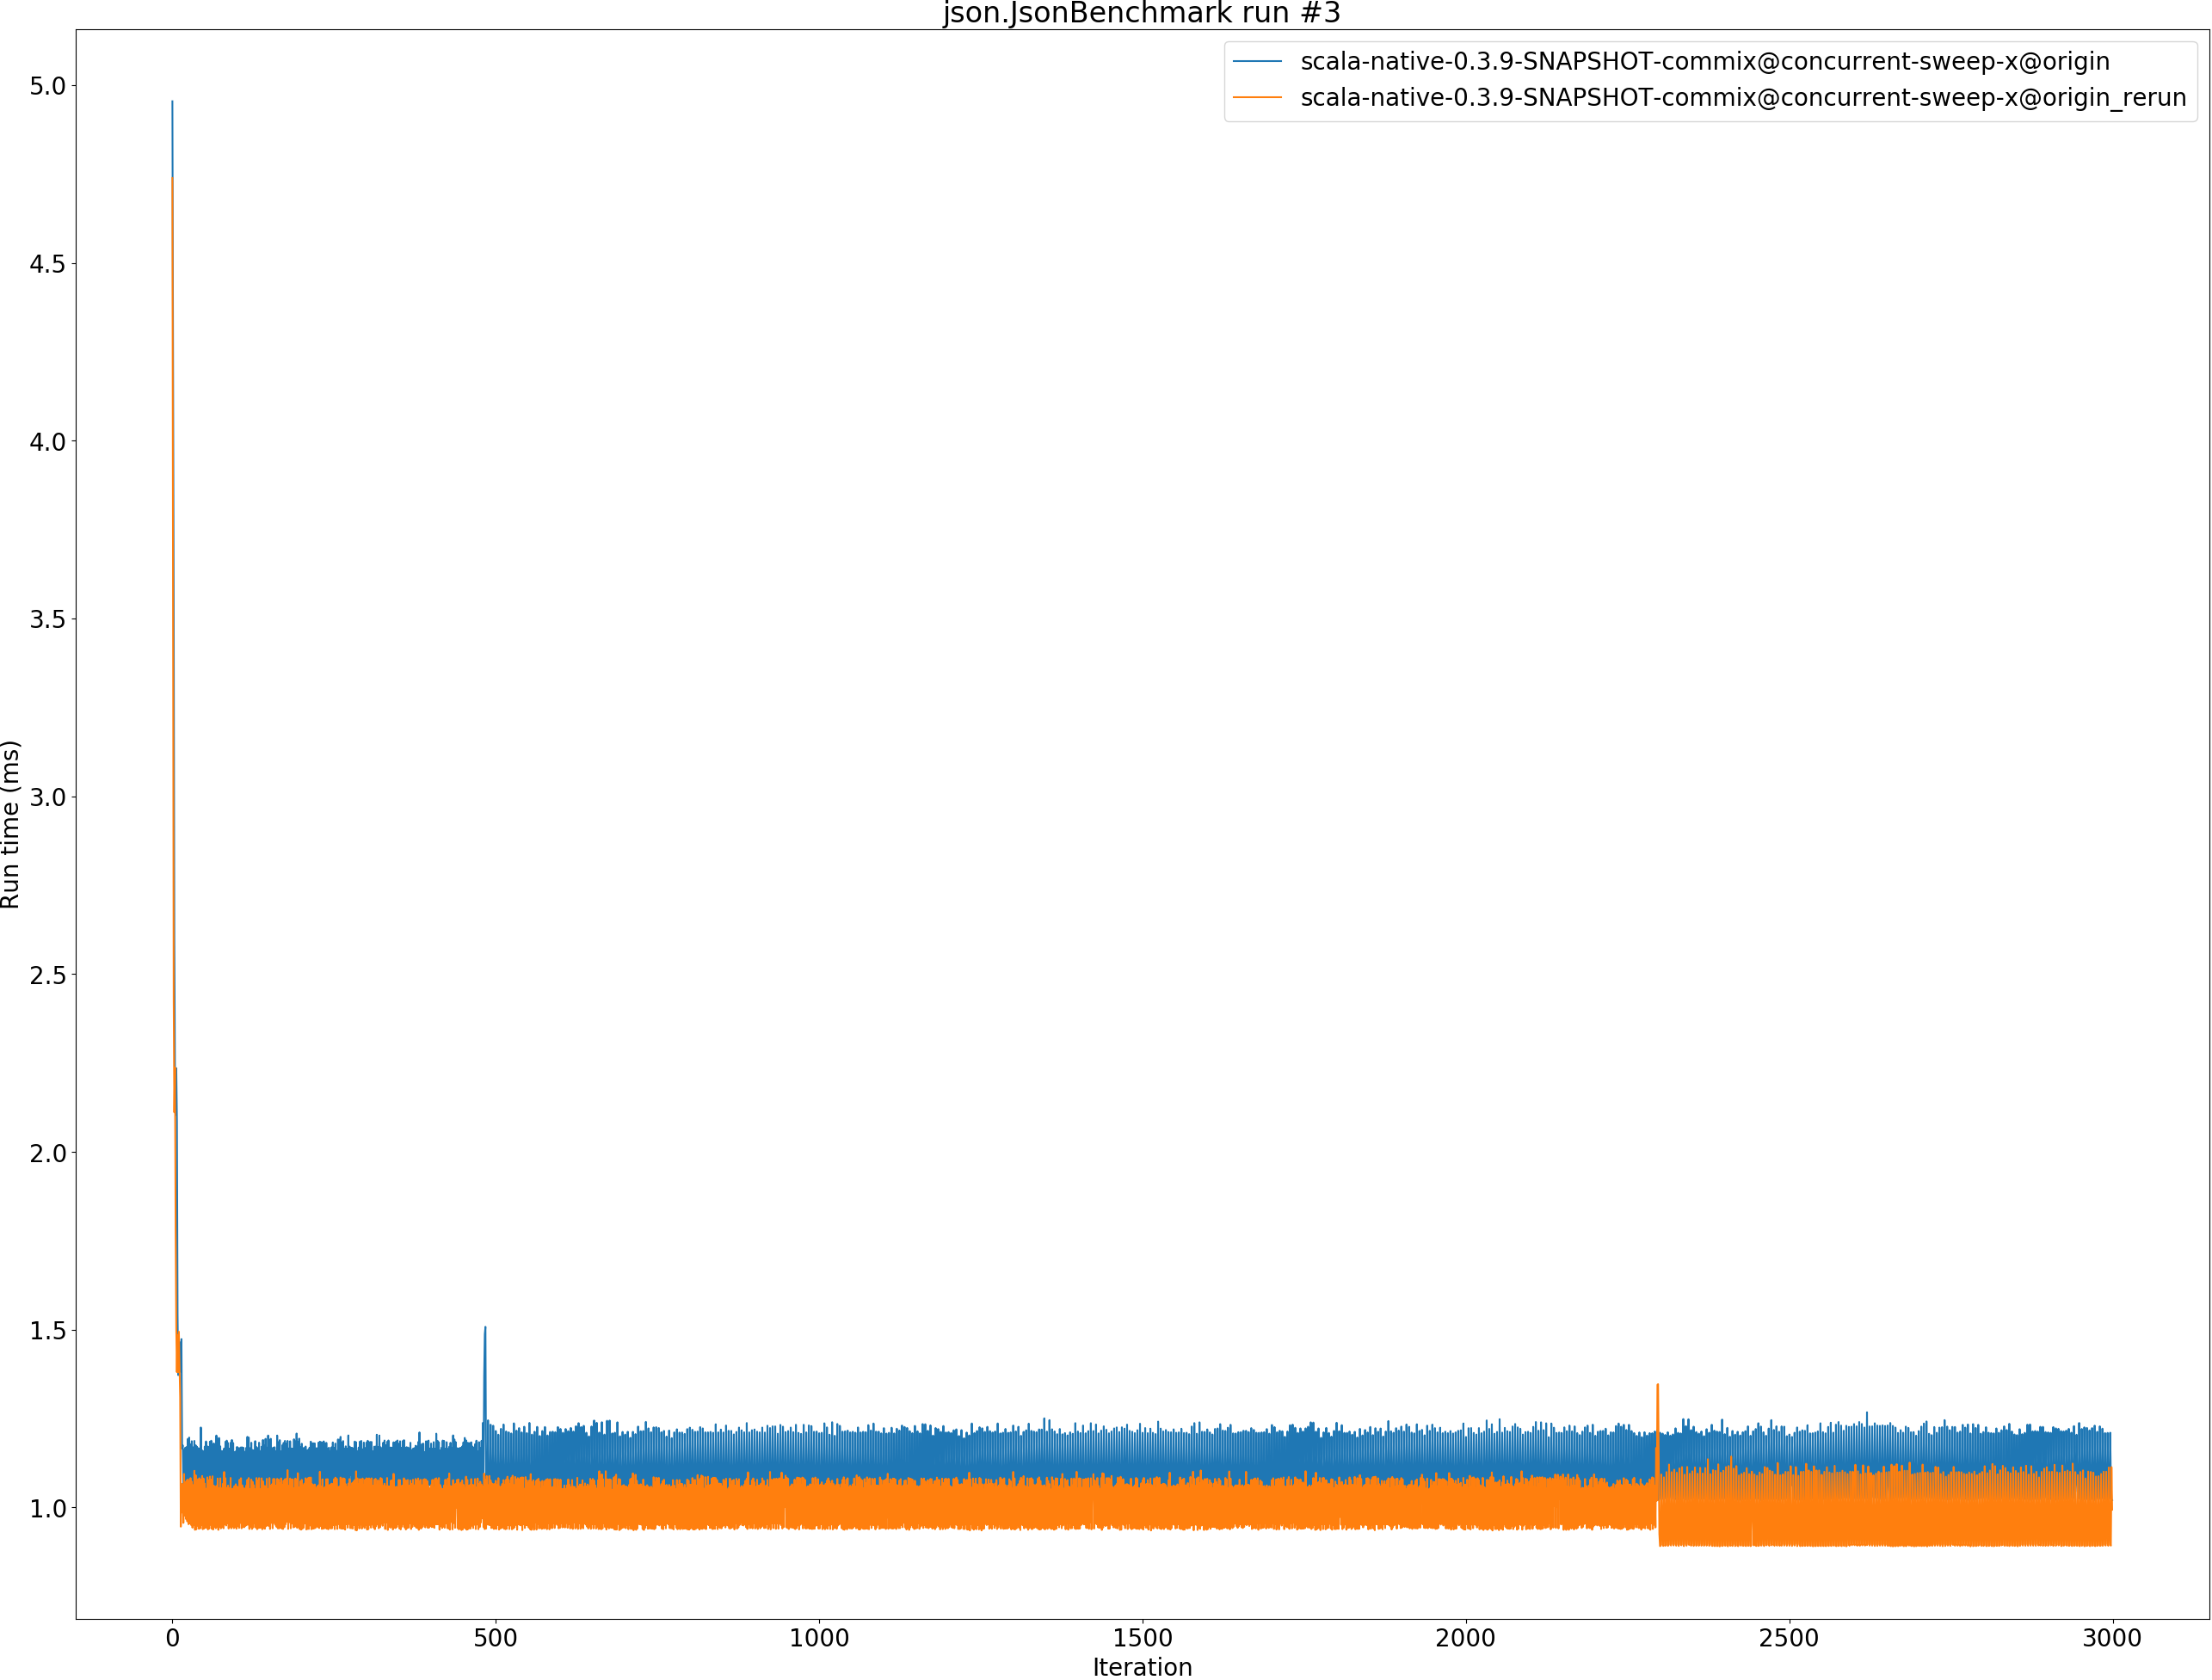 json.JsonBenchmark run #3
scala-native-0.3.9-SNAPSHOT-commix@concurrent-sweep-x@origin
scala-native-0.3.9-SNAPSHOT-commix@concurrent-sweep-x@origin_rerun
Run time (ms)
5.0
4.5
4.0
3.5
3.0
2.5
2.0
1.5
1.0
0 500 1000 1500 2000 2500 3000
Iteration